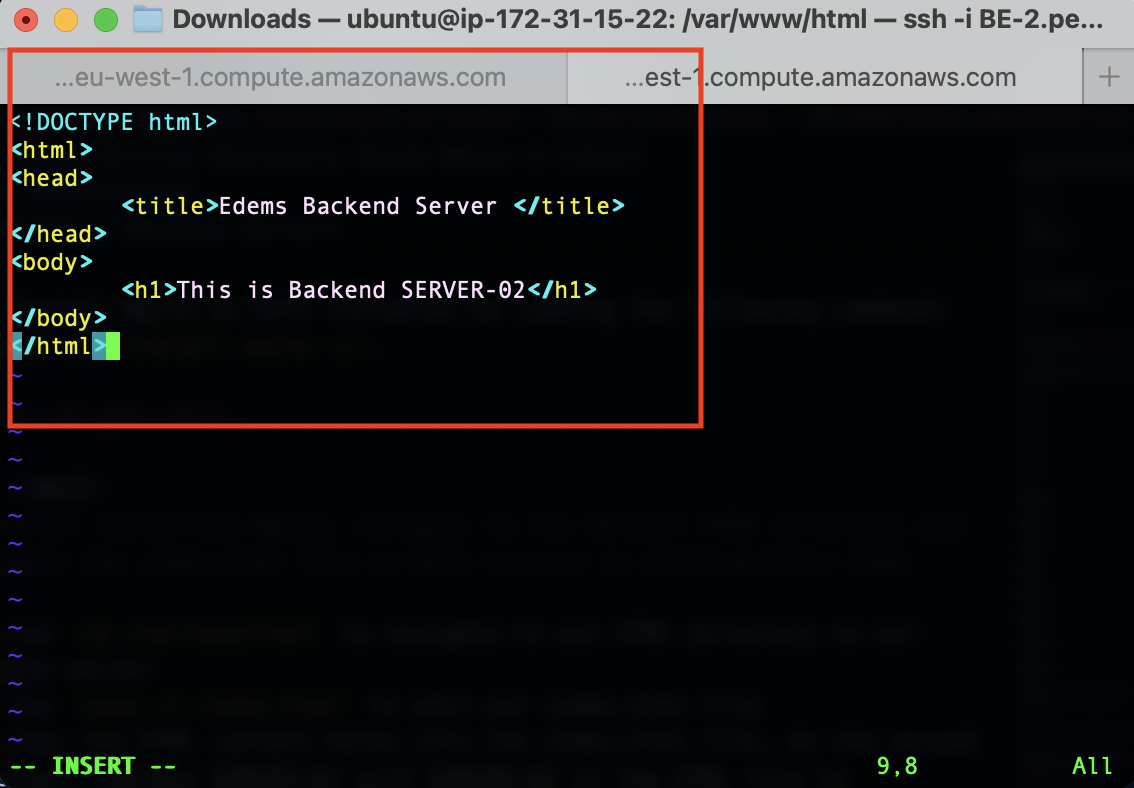 Downloads — ubuntu@ip-172-31-15-22: /var/www/html — ssh -i BE-2.pe...
...eu-west-1.compute.amazonaws.com ...est-1.compute.amazonaws.com +
<!DOCTYPE html>
<html>
<head>
<title>Edems Backend Server </title>
</head>
<body>
<h1>This is Backend SERVER-02</h1>
</body>
</html>
~
~
~
~
~
~
~
~
~
~
~
~
~
~
-- INSERT -- 9,8 All